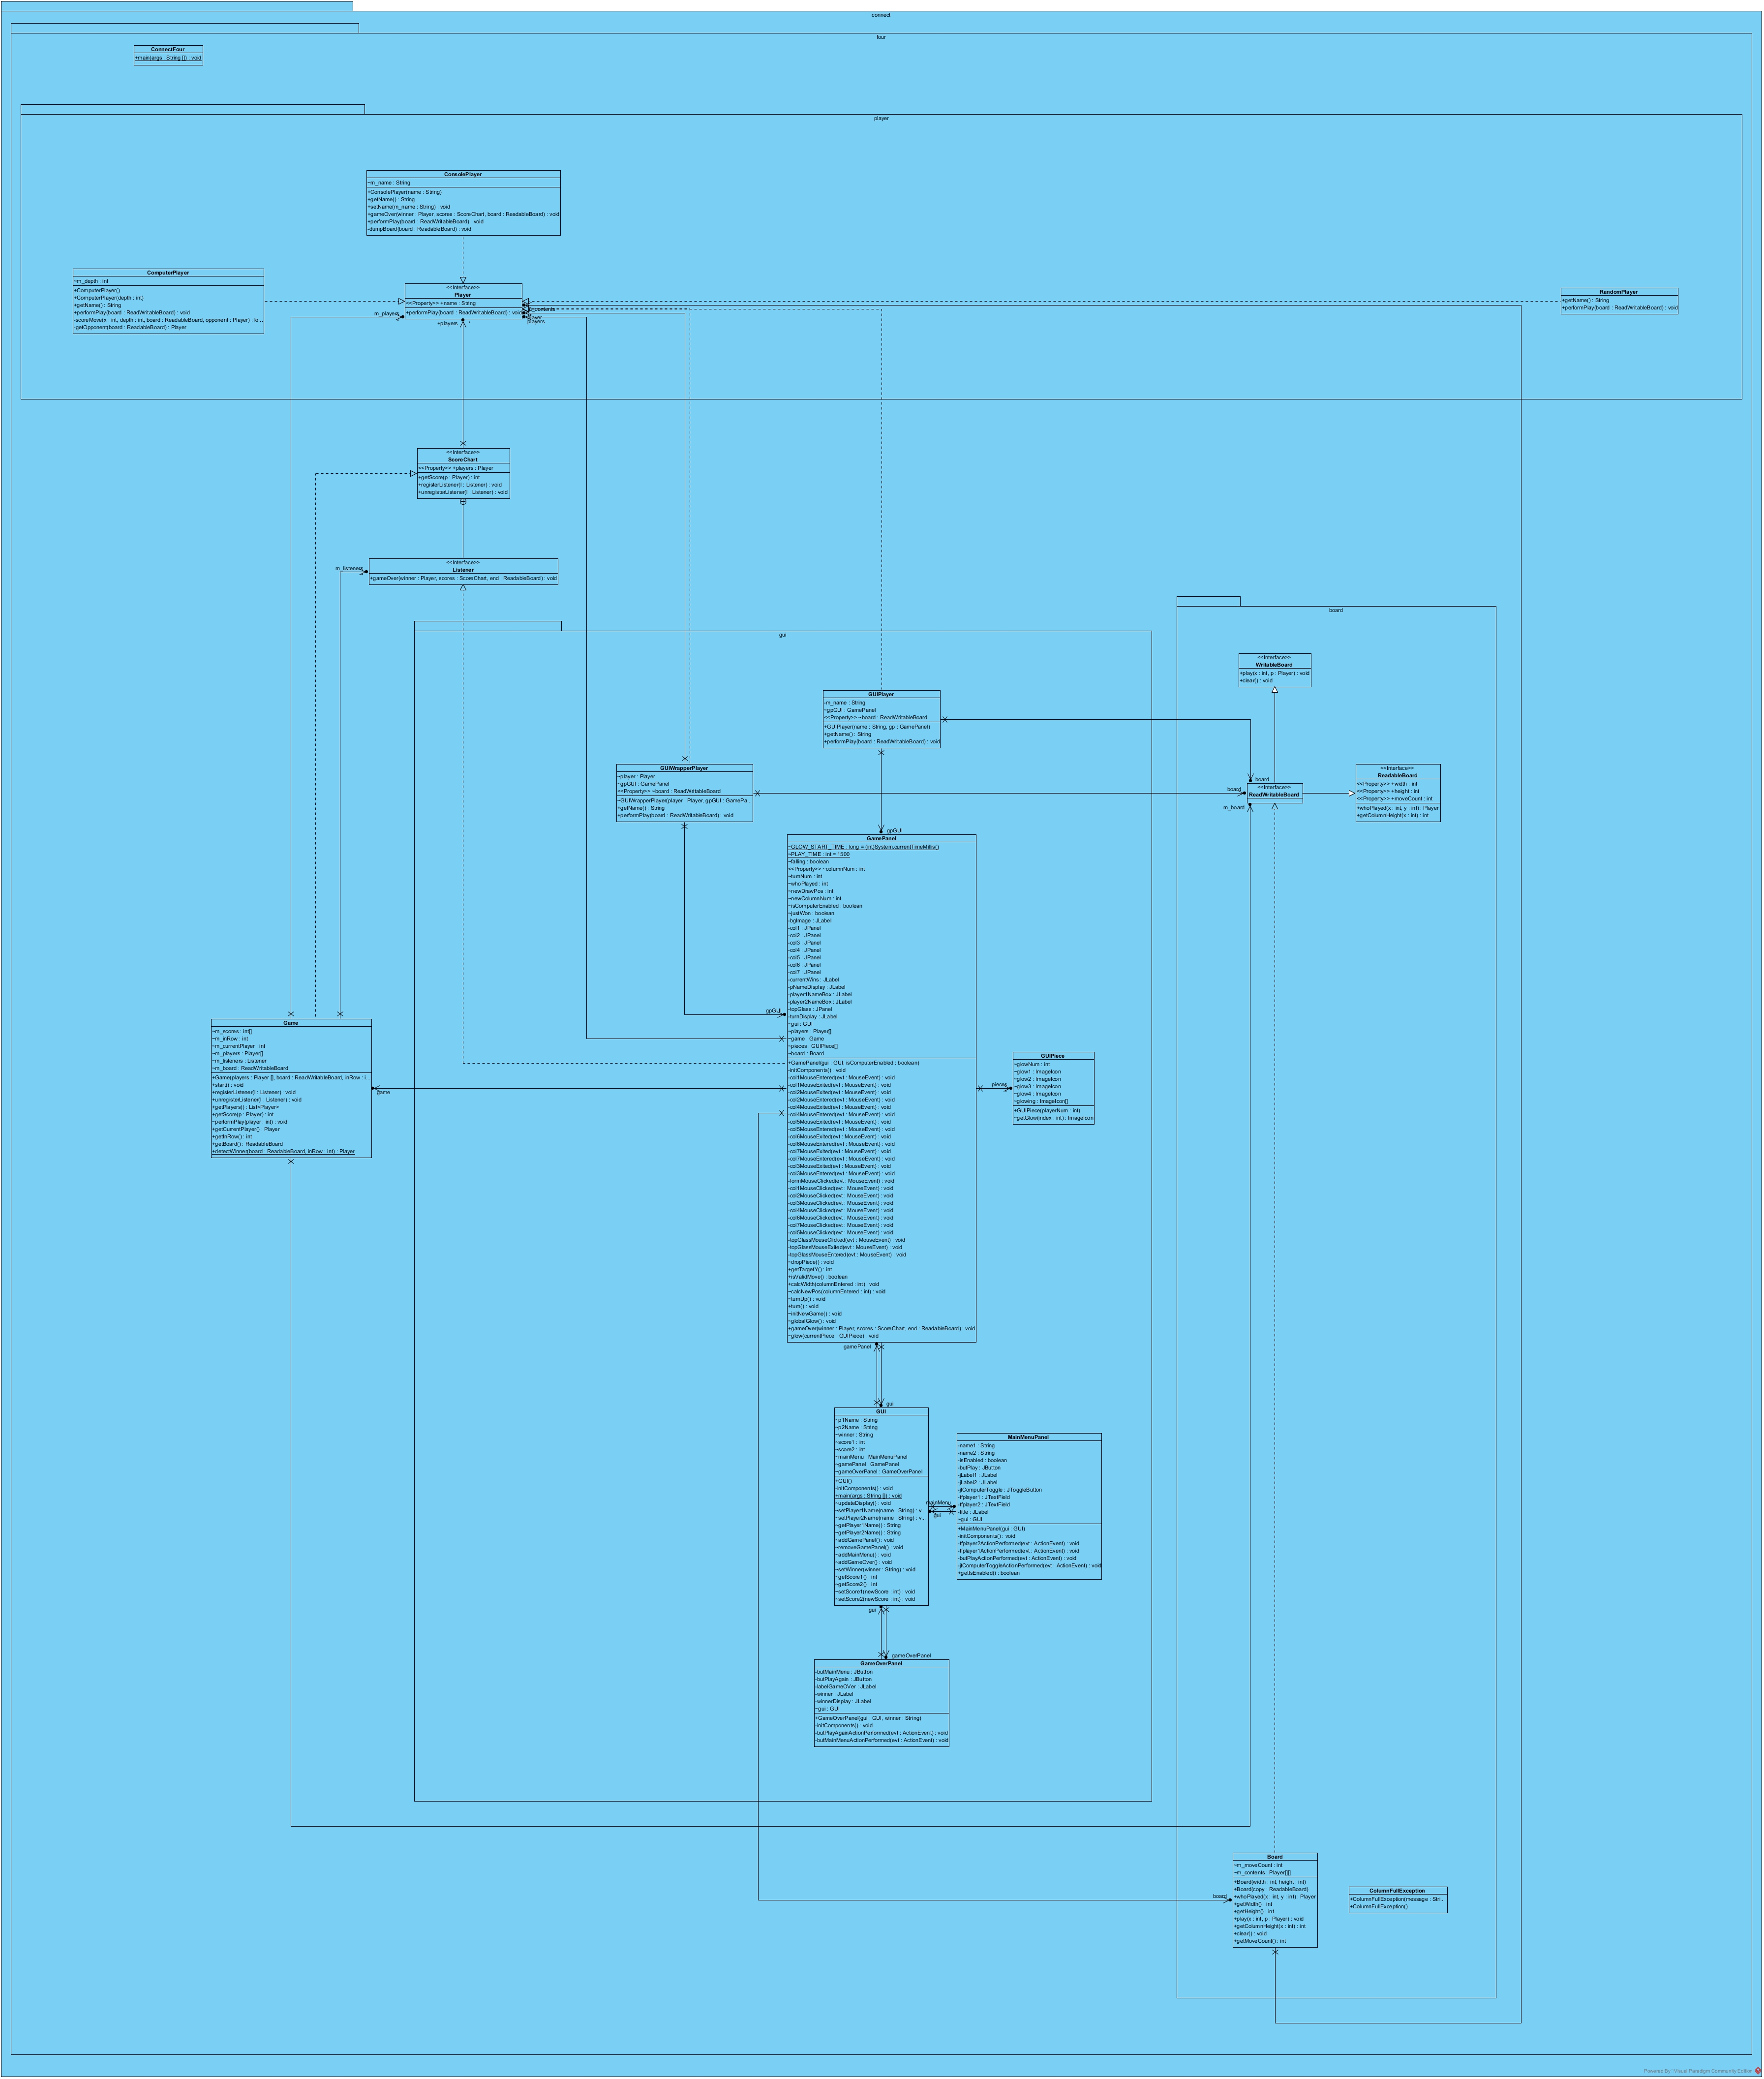 connect
four
ConnectFour
+main(args : String []) : void
player
ConsolePlayer
~m_name : String
+ConsolePlayer(name : String)
+getName() : String
+setName(m_name : String) : void
+gameOver(winner : Player, scores : ScoreChart, board : ReadableBoard) : void
+performPlay(board : ReadWritableBoard) : void
-dumpBoard(board : ReadableBoard) : void
ComputerPlayer
~m_depth : int
+ComputerPlayer()
+ComputerPlayer(depth : int)
+getName() : String
+performPlay(board : ReadWritableBoard) : void
-scoreMove(x : int, depth : int, board : ReadableBoard, opponent : Player) : lo...
-getOpponent(board : ReadableBoard) : Player
<<Interface>>
Player
<<Property>> +name : String
+performPlay(board : ReadWritableBoard) : void
m_players
+players
*
players
RandomPlayer
+getName() : String
+performPlay(board : ReadWritableBoard) : void
<<Interface>>
ScoreChart
<<Property>> +players : Player
+getScore(p : Player) : int
+registerListener(l : Listener) : void
+unregisterListener(l : Listener) : void
<<Interface>>
Listener
+gameOver(winner : Player, scores : ScoreChart, end : ReadableBoard) : void
m_listeners
gui
board
<<Interface>>
WritableBoard
+play(x : int, p : Player) : void
+clear() : void
GUIPlayer
-m_name : String
~gpGUI : GamePanel
<<Property>> ~board : ReadWritableBoard
+GUIPlayer(name : String, gp : GamePanel)
+getName() : String
+performPlay(board : ReadWritableBoard) : void
GUIWrapperPlayer
~player : Player
~gpGUI : GamePanel
<<Property>> ~board : ReadWritableBoard
~GUIWrapperPlayer(player : Player, gpGUI : GamePa...
+getName() : String
+performPlay(board : ReadWritableBoard) : void
board
board
m_board
<<Interface>>
ReadWritableBoard
<<Interface>>
ReadableBoard
<<Property>> +width : int
<<Property>> +height : int
<<Property>> +moveCount : int
+whoPlayed(x : int, y : int) : Player
+getColumnHeight(x : int) : int
gpGUI
gpGUI
GamePanel
~GLOW_START_TIME : long = (int)System.currentTimeMillis()
~PLAY_TIME : int = 1500
~falling : boolean
<<Property>> ~columnNum : int
~turnNum : int
~whoPlayed : int
~newDrawPos : int
~newColumnNum : int
~isComputerEnabled : boolean
~justWon : boolean
-bgImage : JLabel
-col1 : JPanel
-col2 : JPanel
-col3 : JPanel
-col4 : JPanel
-col5 : JPanel
-col6 : JPanel
-col7 : JPanel
-currentWins : JLabel
-pNameDisplay : JLabel
-player1NameBox : JLabel
-player2NameBox : JLabel
-topGlass : JPanel
-turnDisplay : JLabel
~gui : GUI
~players : Player[]
~game : Game
~pieces : GUIPiece[]
~board : Board
+GamePanel(gui : GUI, isComputerEnabled : boolean)
-initComponents() : void
-col1MouseEntered(evt : MouseEvent) : void
-col1MouseExited(evt : MouseEvent) : void
-col2MouseExited(evt : MouseEvent) : void
-col2MouseEntered(evt : MouseEvent) : void
-col4MouseExited(evt : MouseEvent) : void
-col4MouseEntered(evt : MouseEvent) : void
-col5MouseExited(evt : MouseEvent) : void
-col5MouseEntered(evt : MouseEvent) : void
-col6MouseExited(evt : MouseEvent) : void
-col6MouseEntered(evt : MouseEvent) : void
-col7MouseExited(evt : MouseEvent) : void
-col7MouseEntered(evt : MouseEvent) : void
-col3MouseExited(evt : MouseEvent) : void
-col3MouseEntered(evt : MouseEvent) : void
-formMouseClicked(evt : MouseEvent) : void
-col1MouseClicked(evt : MouseEvent) : void
-col2MouseClicked(evt : MouseEvent) : void
-col3MouseClicked(evt : MouseEvent) : void
-col4MouseClicked(evt : MouseEvent) : void
-col6MouseClicked(evt : MouseEvent) : void
-col7MouseClicked(evt : MouseEvent) : void
-col5MouseClicked(evt : MouseEvent) : void
-topGlassMouseClicked(evt : MouseEvent) : void
-topGlassMouseExited(evt : MouseEvent) : void
-topGlassMouseEntered(evt : MouseEvent) : void
~dropPiece() : void
+getTargetY() : int
+isValidMove() : boolean
+calcWidth(columnEntered : int) : void
~calcNewPos(columnEntered : int) : void
~turnUp() : void
+turn() : void
~initNewGame() : void
~globalGlow() : void
+gameOver(winner : Player, scores : ScoreChart, end : ReadableBoard) : void
~glow(currentPiece : GUIPiece) : void
Game
~m_scores : int[]
~m_inRow : int
~m_currentPlayer : int
~m_players : Player[]
~m_listeners : Listener
~m_board : ReadWritableBoard
+Game(players : Player [], board : ReadWritableBoard, inRow : i...
+start() : void
+registerListener(l : Listener) : void
+unregisterListener(l : Listener) : void
+getPlayers() : List<Player>
+getScore(p : Player) : int
~performPlay(player : int) : void
+getCurrentPlayer() : Player
+getInRow() : int
+getBoard() : ReadableBoard
+detectWinner(board : ReadableBoard, inRow : int) : Player
game
pieces
GUIPiece
~glowNum : int
~glow1 : ImageIcon
~glow2 : ImageIcon
~glow3 : ImageIcon
~glow4 : ImageIcon
~glowing : ImageIcon[]
+GUIPiece(playerNum : int)
~getGlow(index : int) : ImageIcon
gamePanel
gui
GUI
~p1Name : String
~p2Name : String
~winner : String
~score1 : int
~score2 : int
~mainMenu : MainMenuPanel
~gamePanel : GamePanel
~gameOverPanel : GameOverPanel
+GUI()
-initComponents() : void
+main(args : String []) : void
~updateDisplay() : void
~setPlayer1Name(name : String) : v...
~setPlayer2Name(name : String) : v...
~getPlayer1Name() : String
~getPlayer2Name() : String
~addGamePanel() : void
~removeGamePanel() : void
~addMainMenu() : void
~addGameOver() : void
~setWinner(winner : String) : void
~getScore1() : int
~getScore2() : int
~setScore1(newScore : int) : void
~setScore2(newScore : int) : void
mainMenu
gui
MainMenuPanel
-name1 : String
-name2 : String
-isEnabled : boolean
-butPlay : JButton
-jLabel1 : JLabel
-jLabel2 : JLabel
-jtComputerToggle : JToggleButton
-tfplayer1 : JTextField
-tfplayer2 : JTextField
-title : JLabel
~gui : GUI
+MainMenuPanel(gui : GUI)
-initComponents() : void
-tfplayer2ActionPerformed(evt : ActionEvent) : void
-tfplayer1ActionPerformed(evt : ActionEvent) : void
-butPlayActionPerformed(evt : ActionEvent) : void
-jtComputerToggleActionPerformed(evt : ActionEvent) : void
+getIsEnabled() : boolean
gui
gameOverPanel
GameOverPanel
-butMainMenu : JButton
-butPlayAgain : JButton
-labelGameOVer : JLabel
-winner : JLabel
-winnerDisplay : JLabel
~gui : GUI
+GameOverPanel(gui : GUI, winner : String)
-initComponents() : void
-butPlayAgainActionPerformed(evt : ActionEvent) : void
-butMainMenuActionPerformed(evt : ActionEvent) : void
board
Board
~m_moveCount : int
~m_contents : Player[][]
+Board(width : int, height : int)
+Board(copy : ReadableBoard)
+whoPlayed(x : int, y : int) : Player
+getWidth() : int
+getHeight() : int
+play(x : int, p : Player) : void
+getColumnHeight(x : int) : int
+clear() : void
+getMoveCount() : int
ColumnFullException
+ColumnFullException(message : Stri...
+ColumnFullException()
Powered By Visual Paradigm Community Edition